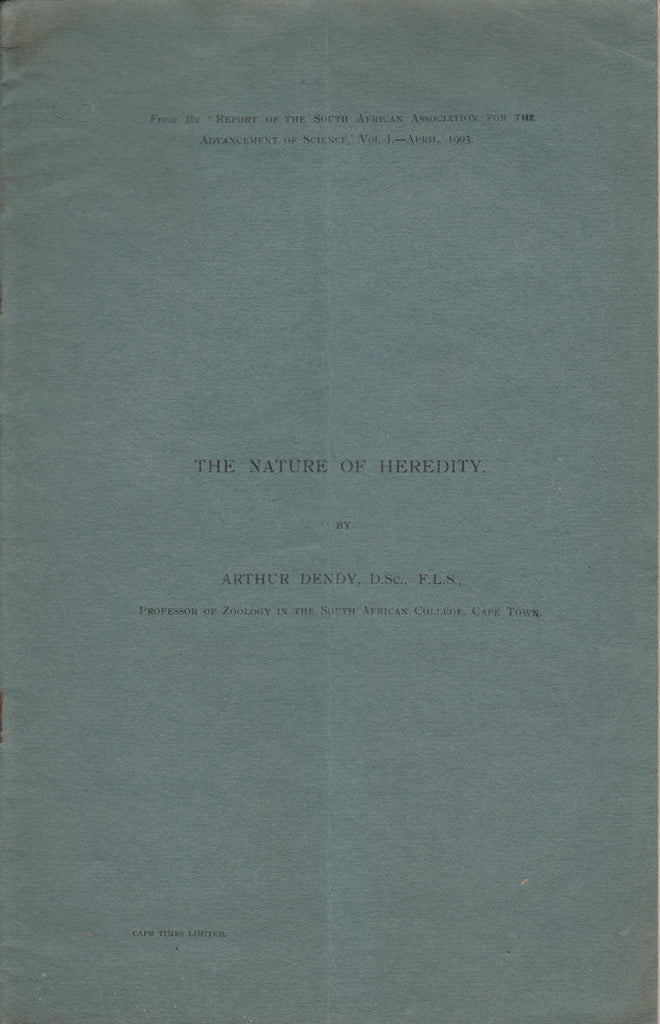 From the ‘ Report of the South African Association for the
Advancement of Science,’ Vol. I.—April, 1903.
THE NATURE OF HEREDITY.
BY
ARTHUR DENDY, D.Sc., F.L.S.,
Professor of Zoology in the South African College, Cape Town.
CAPE TIMES LIMITED.